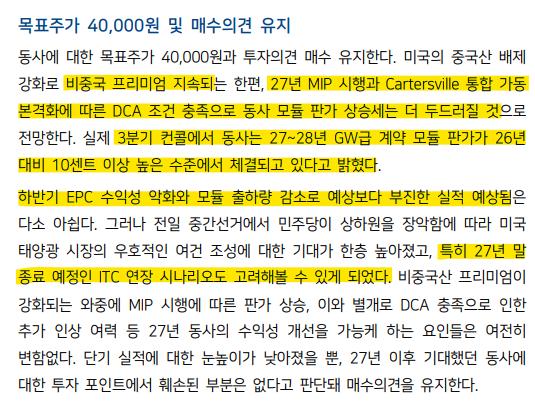 목표주가 40,000원 및 매수의견 유지
동사에 대한 목표주가 40,000원과 투자의견 매수 유지한다. 미국의 중국산 배제
강화로 비중국 프리미엄 지속되는 한편, 27년 MIP 시행과 Cartersville 통합 가동
본격화에 따른 DCA 조건 충족으로 동사 모듈 판가 상승세는 더 두드러질 것으로
전망한다. 실제 3분기 컨콜에서 동사는 27~28년 GW급 계약 모듈 판가가 26년
대비 10센트 이상 높은 수준에서 체결되고 있다고 밝혔다.
하반기 EPC 수익성 악화와 모듈 출하량 감소로 예상보다 부진한 실적 예상됨은
다소 아쉽다. 그러나 전일 중간선거에서 민주당이 상하원을 장악함에 따라 미국
태양광 시장의 우호적인 여건 조성에 대한 기대가 한층 높아졌고, 특히 27년 말
종료 예정인 ITC 연장 시나리오도 고려해볼 수 있게 되었다. 비중국산 프리미엄이
강화되는 와중에 MIP 시행에 따른 판가 상승, 이와 별개로 DCA 충족으로 인한
추가 인상 여력 등 27년 동사의 수익성 개선을 가능케 하는 요인들은 여전히
변함없다. 단기 실적에 대한 눈높이가 낮아졌을 뿐, 27년 이후 기대했던 동사에
대한 투자 포인트에서 훼손된 부분은 없다고 판단돼 매수의견을 유지한다.